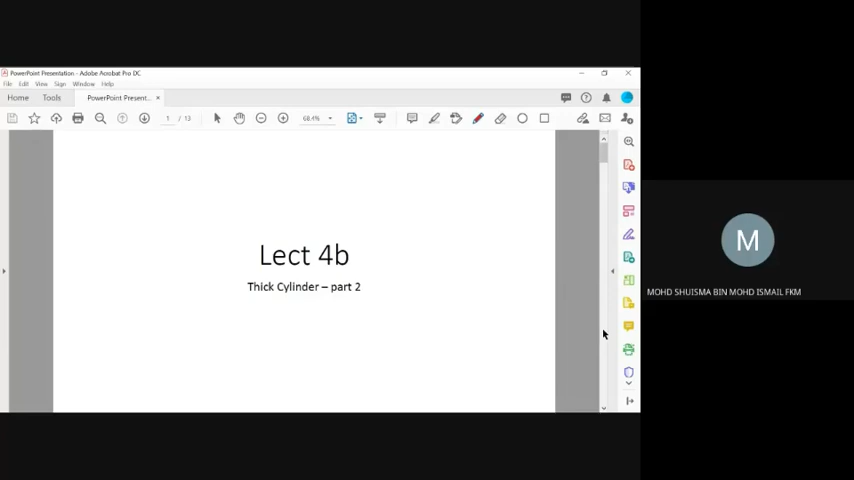 PowerPoint Presentation - Adobe Acrobat Pro DC
File Edit View Sign Window Help
Home Tools PowerPoint Present... ×
1 / 13 68.4%
Lect 4b
Thick Cylinder – part 2
M
MOHD SHUISMA BIN MOHD ISMAIL FKM